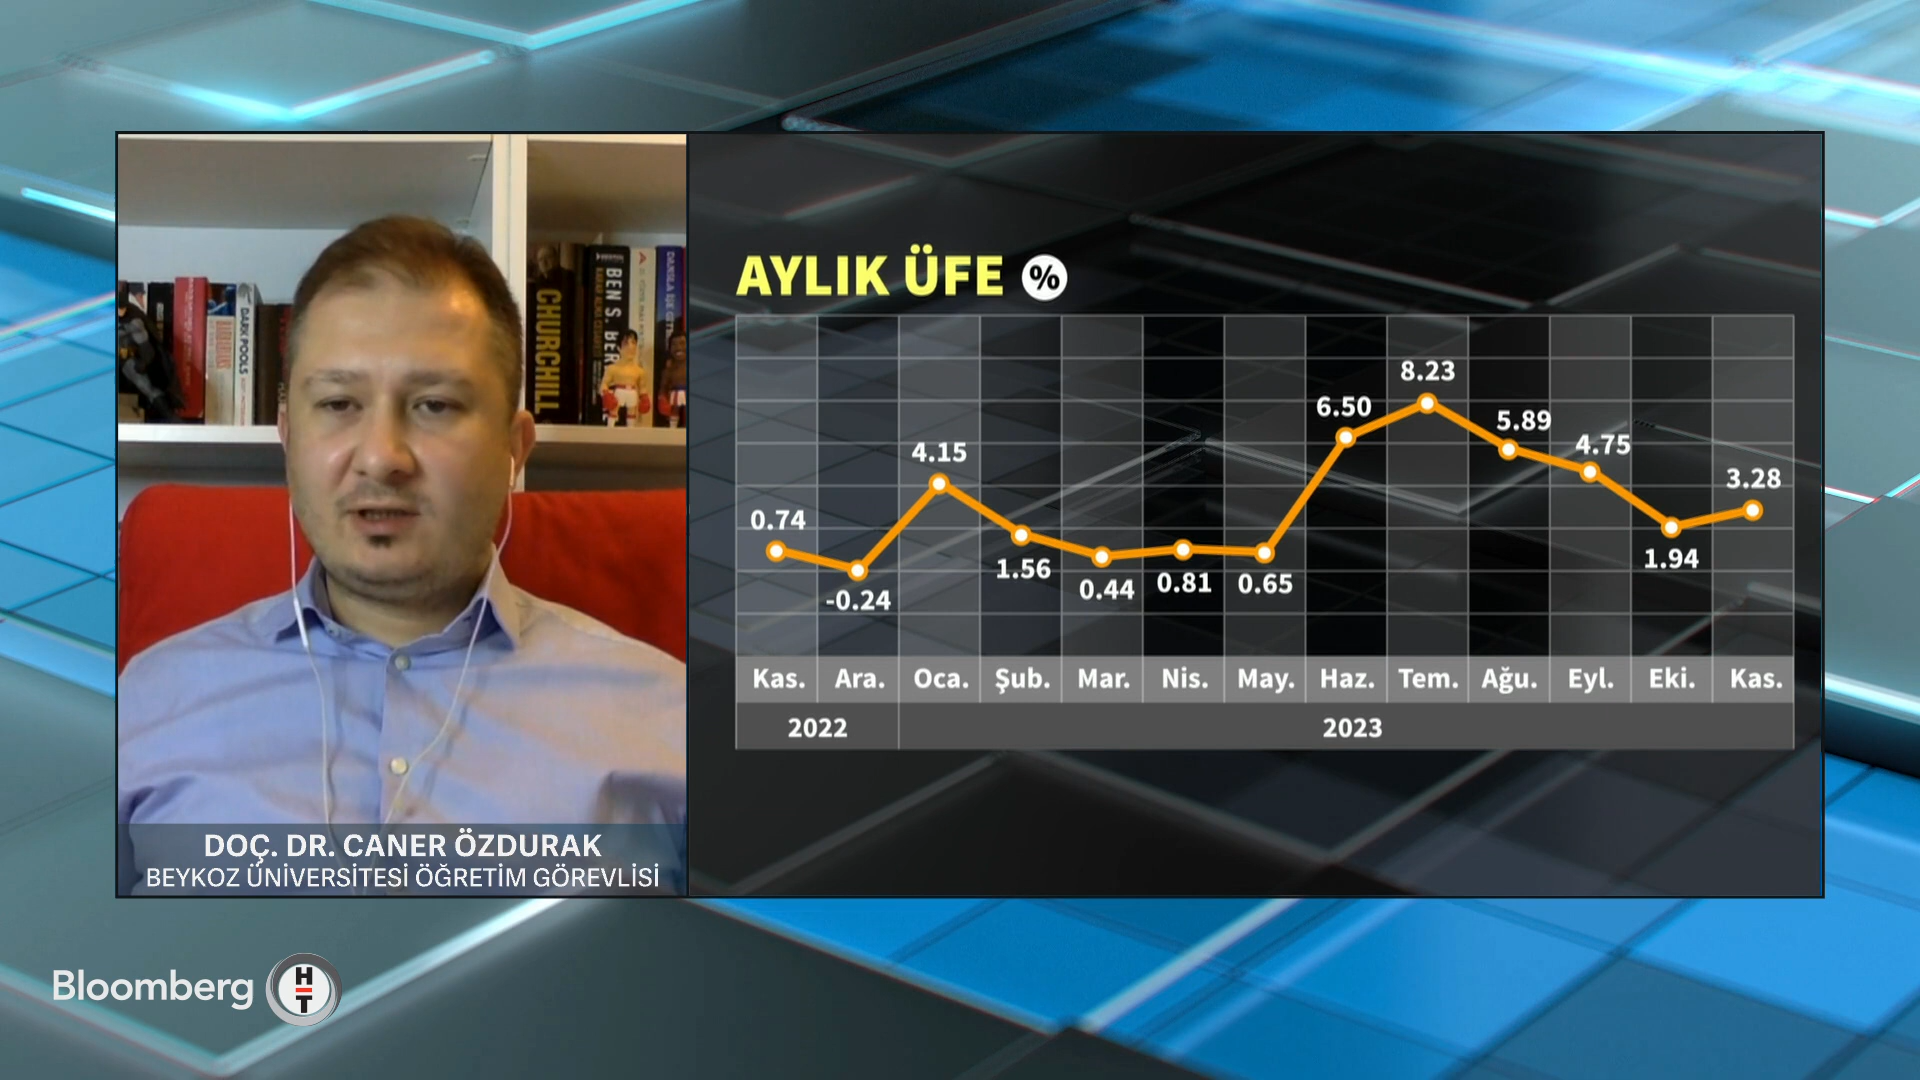 BARBARIANS
DARK POOLS
CHURCHILL
BEN S. BER
DOÇ. DR. CANER ÖZDURAK
BEYKOZ ÜNİVERSİTESİ ÖĞRETİM GÖREVLİSİ
AYLIK ÜFE %
0.74
-0.24
4.15
1.56
0.44
0.81
0.65
6.50
8.23
5.89
4.75
1.94
3.28
Kas. Ara. Oca. Şub. Mar. Nis. May. Haz. Tem. Ağu. Eyl. Eki. Kas.
2022 2023
Bloomberg HT